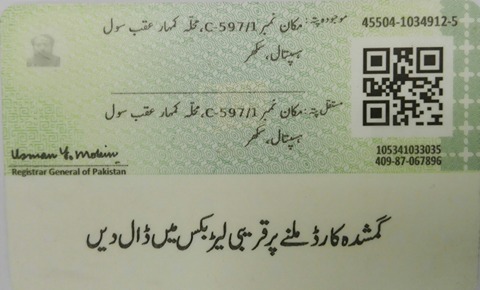 45504-1034912-5
موجودہ پتہ: مکان نمبر C-597/1، محلہ کمہار عقب سول
ہسپتال، سکھر
مستقل پتہ: مکان نمبر C-597/1، محلہ کمہار عقب سول
ہسپتال، سکھر
105341033035
409-87-067896
Usman Y. Mobin
Registrar General of Pakistan
گمشدہ کارڈ ملنے پر قریبی لیٹر بکس میں ڈال دیں